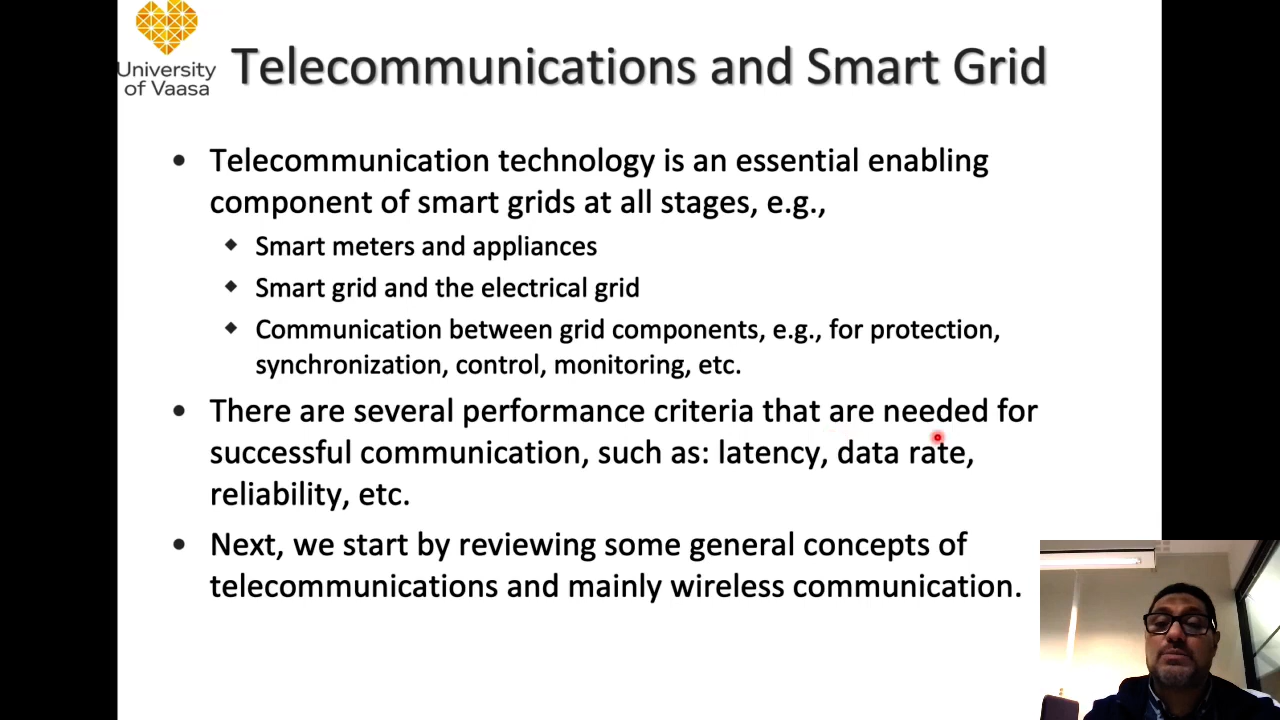 University
of Vaasa
Telecommunications and Smart Grid
• Telecommunication technology is an essential enabling
component of smart grids at all stages, e.g.,
◆ Smart meters and appliances
◆ Smart grid and the electrical grid
◆ Communication between grid components, e.g., for protection,
synchronization, control, monitoring, etc.
• There are several performance criteria that are needed for
successful communication, such as: latency, data rate,
reliability, etc.
• Next, we start by reviewing some general concepts of
telecommunications and mainly wireless communication.